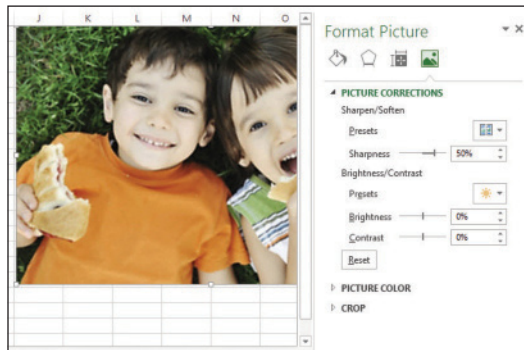 J K L M N O
Format Picture
PICTURE CORRECTIONS
Sharpen/Soften
Presets
Sharpness 50%
Brightness/Contrast
Presets
Brightness 0%
Contrast 0%
Reset
PICTURE COLOR
CROP